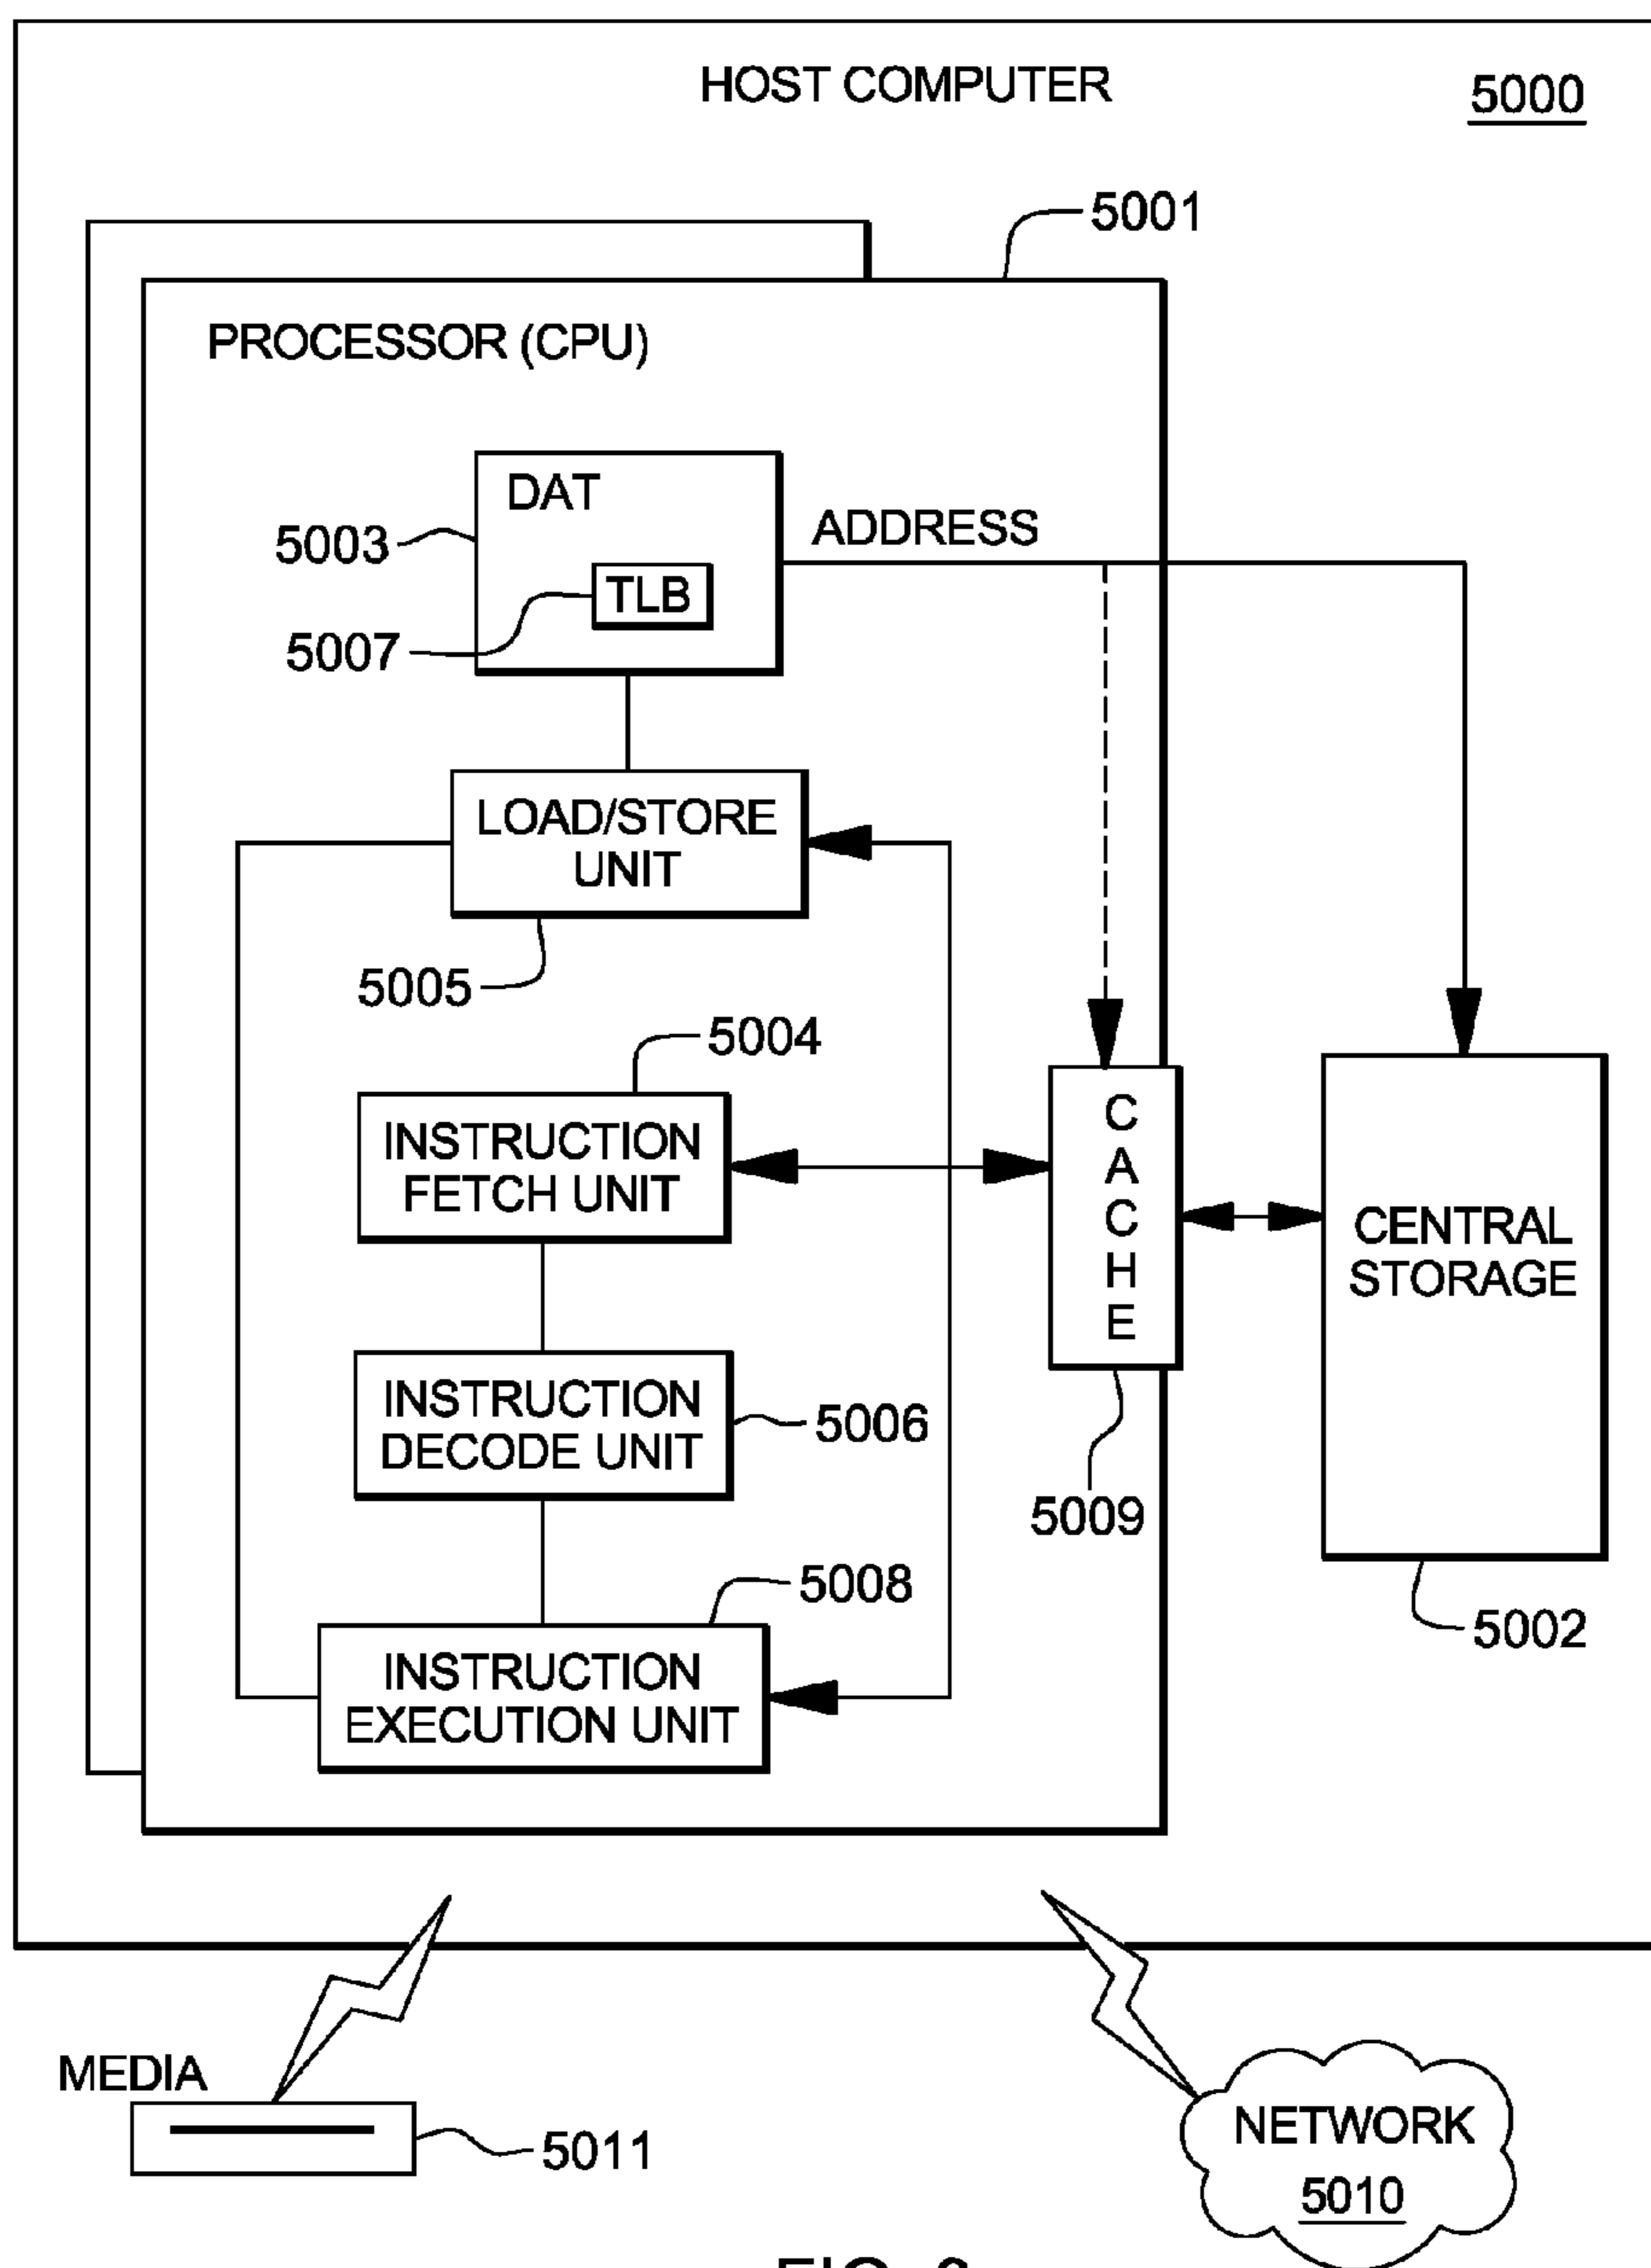 HOST COMPUTER
5000
5001
PROCESSOR (CPU)
DAT
ADDRESS
5003
TLB
5007
LOAD/STORE
UNIT
5005
5004
INSTRUCTION
FETCH UNIT
CACHE
CENTRAL
STORAGE
INSTRUCTION
DECODE UNIT
5006
5009
5008
5002
INSTRUCTION
EXECUTION UNIT
MEDIA
5011
NETWORK
5010